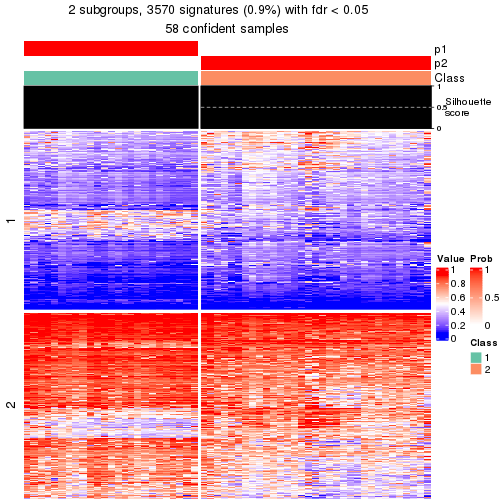 2 subgroups, 3570 signatures (0.9%) with fdr < 0.05
58 confident samples
p1
p2
Class
1
0.5
0
Silhouette
score
1
2
Value
1
0.8
0.6
0.4
0.2
0
Prob
1
0.5
0
Class
1
2